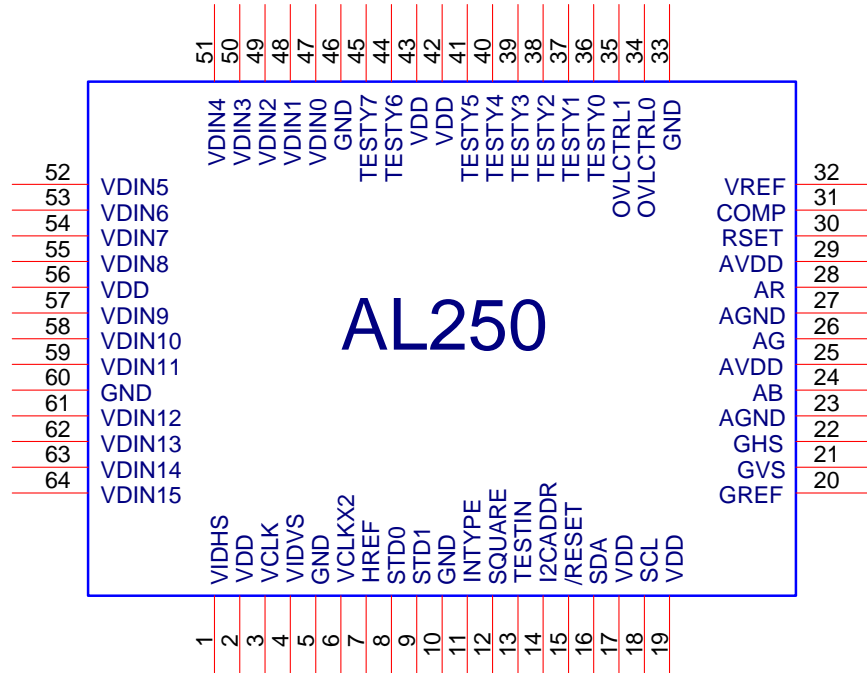 51 50 49 48 47 46 45 44 43 42 41 40 39 38 37 36 35 34 33
VDIN4 VDIN3 VDIN2 VDIN1 VDIN0 GND TESTY7 TESTY6 VDD VDD TESTY5 TESTY4 TESTY3 TESTY2 TESTY1 TESTY0 OVLCTRL1 OVLCTRL0 GND
52 VDIN5
53 VDIN6
54 VDIN7
55 VDIN8
56 VDD
57 VDIN9
58 VDIN10
59 VDIN11
60 GND
61 VDIN12
62 VDIN13
63 VDIN14
64 VDIN15
AL250
VREF 32
COMP 31
RSET 30
AVDD 29
AR 28
AGND 27
AG 26
AVDD 25
AB 24
AGND 23
GHS 22
GVS 21
GREF 20
VIDHS VDD VCLK VIDVS GND VCLKX2 HREF STD0 STD1 GND INTYPE SQUARE TESTIN I2CADDR /RESET SDA VDD SCL VDD
1 2 3 4 5 6 7 8 9 10 11 12 13 14 15 16 17 18 19